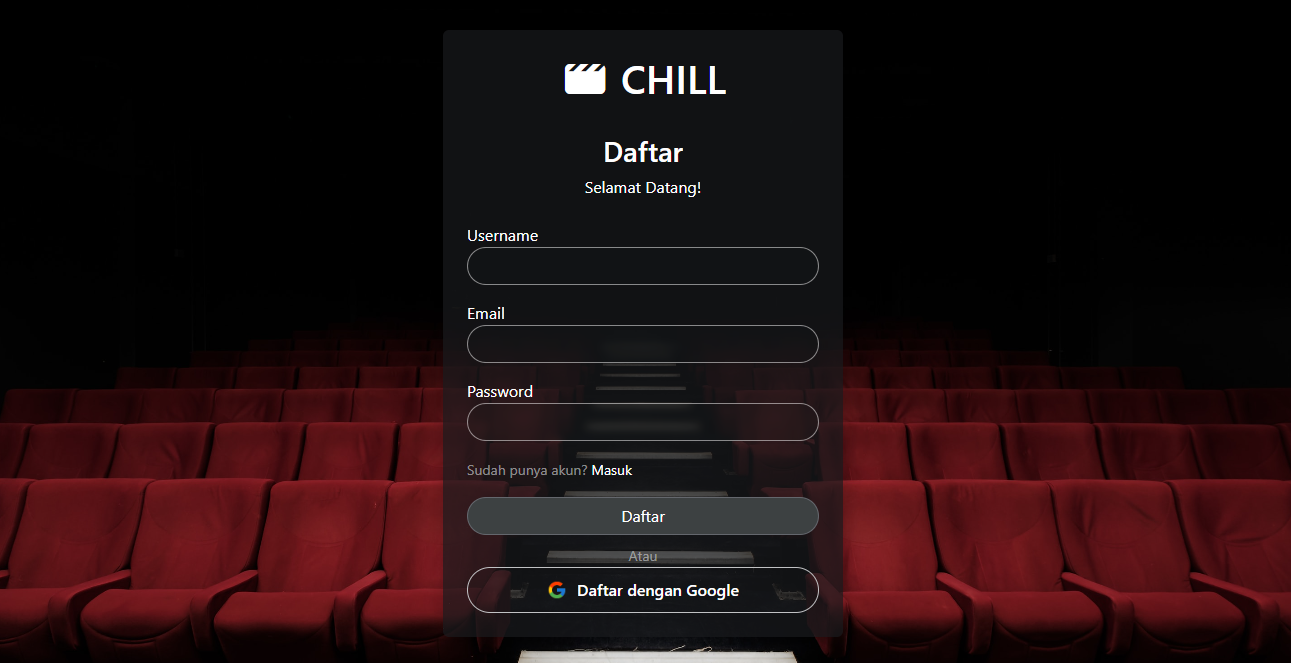 CHILL
Daftar
Selamat Datang!
Username
Email
Password
Sudah punya akun? Masuk
Daftar
Atau
Daftar dengan Google